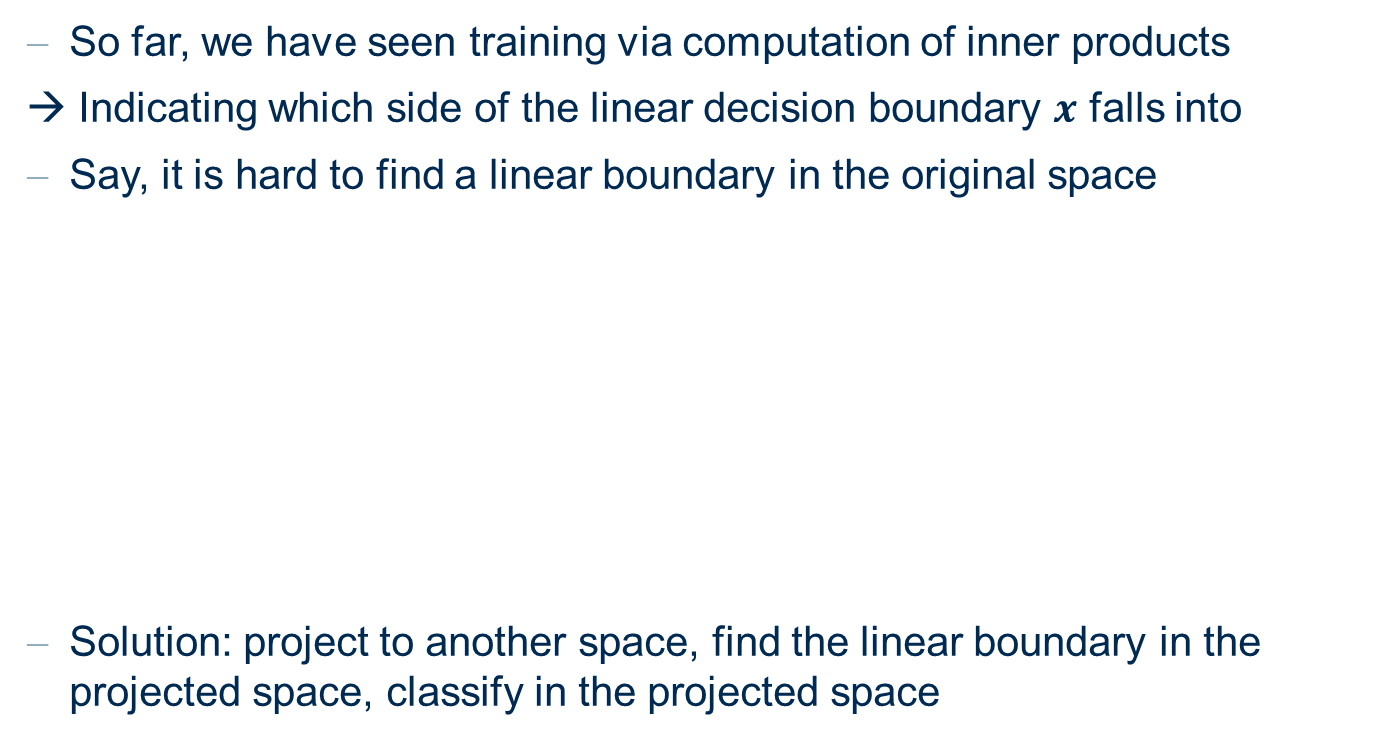 – So far, we have seen training via computation of inner products
→ Indicating which side of the linear decision boundary x falls into
– Say, it is hard to find a linear boundary in the original space
– Solution: project to another space, find the linear boundary in the
projected space, classify in the projected space